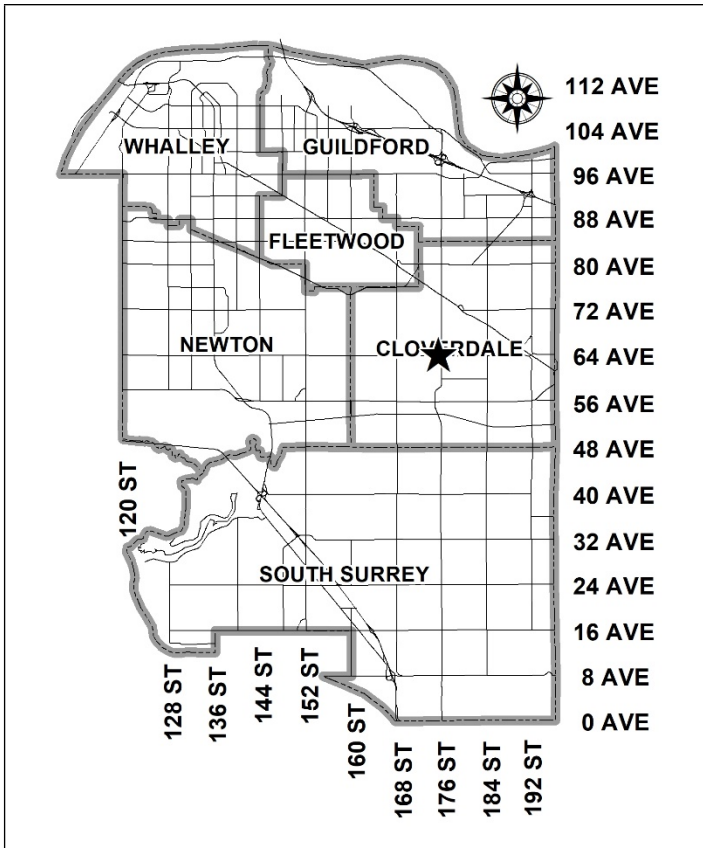 112 AVE
104 AVE
WHALLEY
GUILDFORD
96 AVE
88 AVE
FLEETWOOD
80 AVE
72 AVE
NEWTON
CLOVERDALE
64 AVE
56 AVE
48 AVE
120 ST
40 AVE
32 AVE
SOUTH SURREY
24 AVE
16 AVE
8 AVE
128 ST
136 ST
144 ST
152 ST
160 ST
0 AVE
168 ST
176 ST
184 ST
192 ST